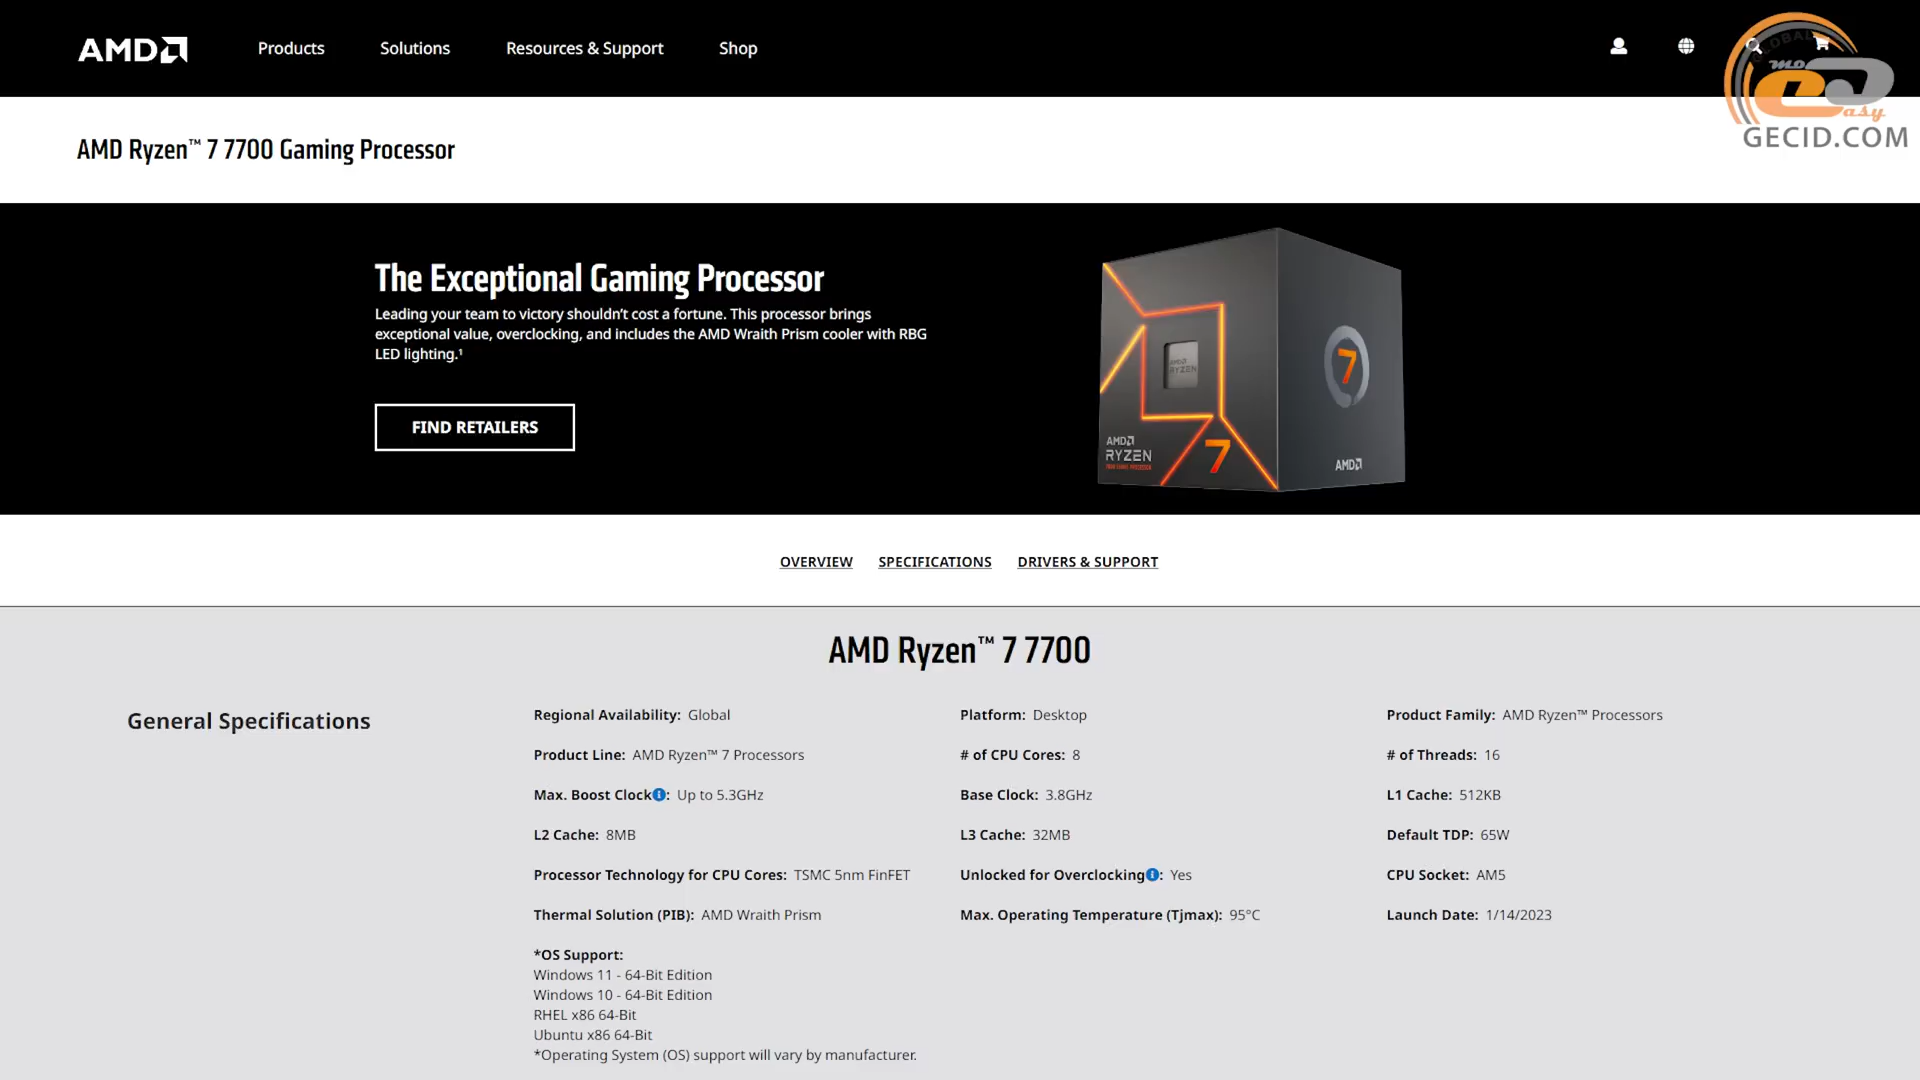 AMD
Products
Solutions
Resources & Support
Shop
GLOBAL
mo
easy
GECID.COM
AMD Ryzen™ 7 7700 Gaming Processor
The Exceptional Gaming Processor
Leading your team to victory shouldn’t cost a fortune. This processor brings
exceptional value, overclocking, and includes the AMD Wraith Prism cooler with RBG
LED lighting.¹
FIND RETAILERS
AMD
RYZEN
7
AMD
RYZEN
7
AMD
OVERVIEW
SPECIFICATIONS
DRIVERS & SUPPORT
AMD Ryzen™ 7 7700
General Specifications
Regional Availability: Global
Platform: Desktop
Product Family: AMD Ryzen™ Processors
Product Line: AMD Ryzen™ 7 Processors
# of CPU Cores: 8
# of Threads: 16
Max. Boost Clock: Up to 5.3GHz
Base Clock: 3.8GHz
L1 Cache: 512KB
L2 Cache: 8MB
L3 Cache: 32MB
Default TDP: 65W
Processor Technology for CPU Cores: TSMC 5nm FinFET
Unlocked for Overclocking: Yes
CPU Socket: AM5
Thermal Solution (PIB): AMD Wraith Prism
Max. Operating Temperature (Tjmax): 95°C
Launch Date: 1/14/2023
*OS Support:
Windows 11 - 64-Bit Edition
Windows 10 - 64-Bit Edition
RHEL x86 64-Bit
Ubuntu x86 64-Bit
*Operating System (OS) support will vary by manufacturer.